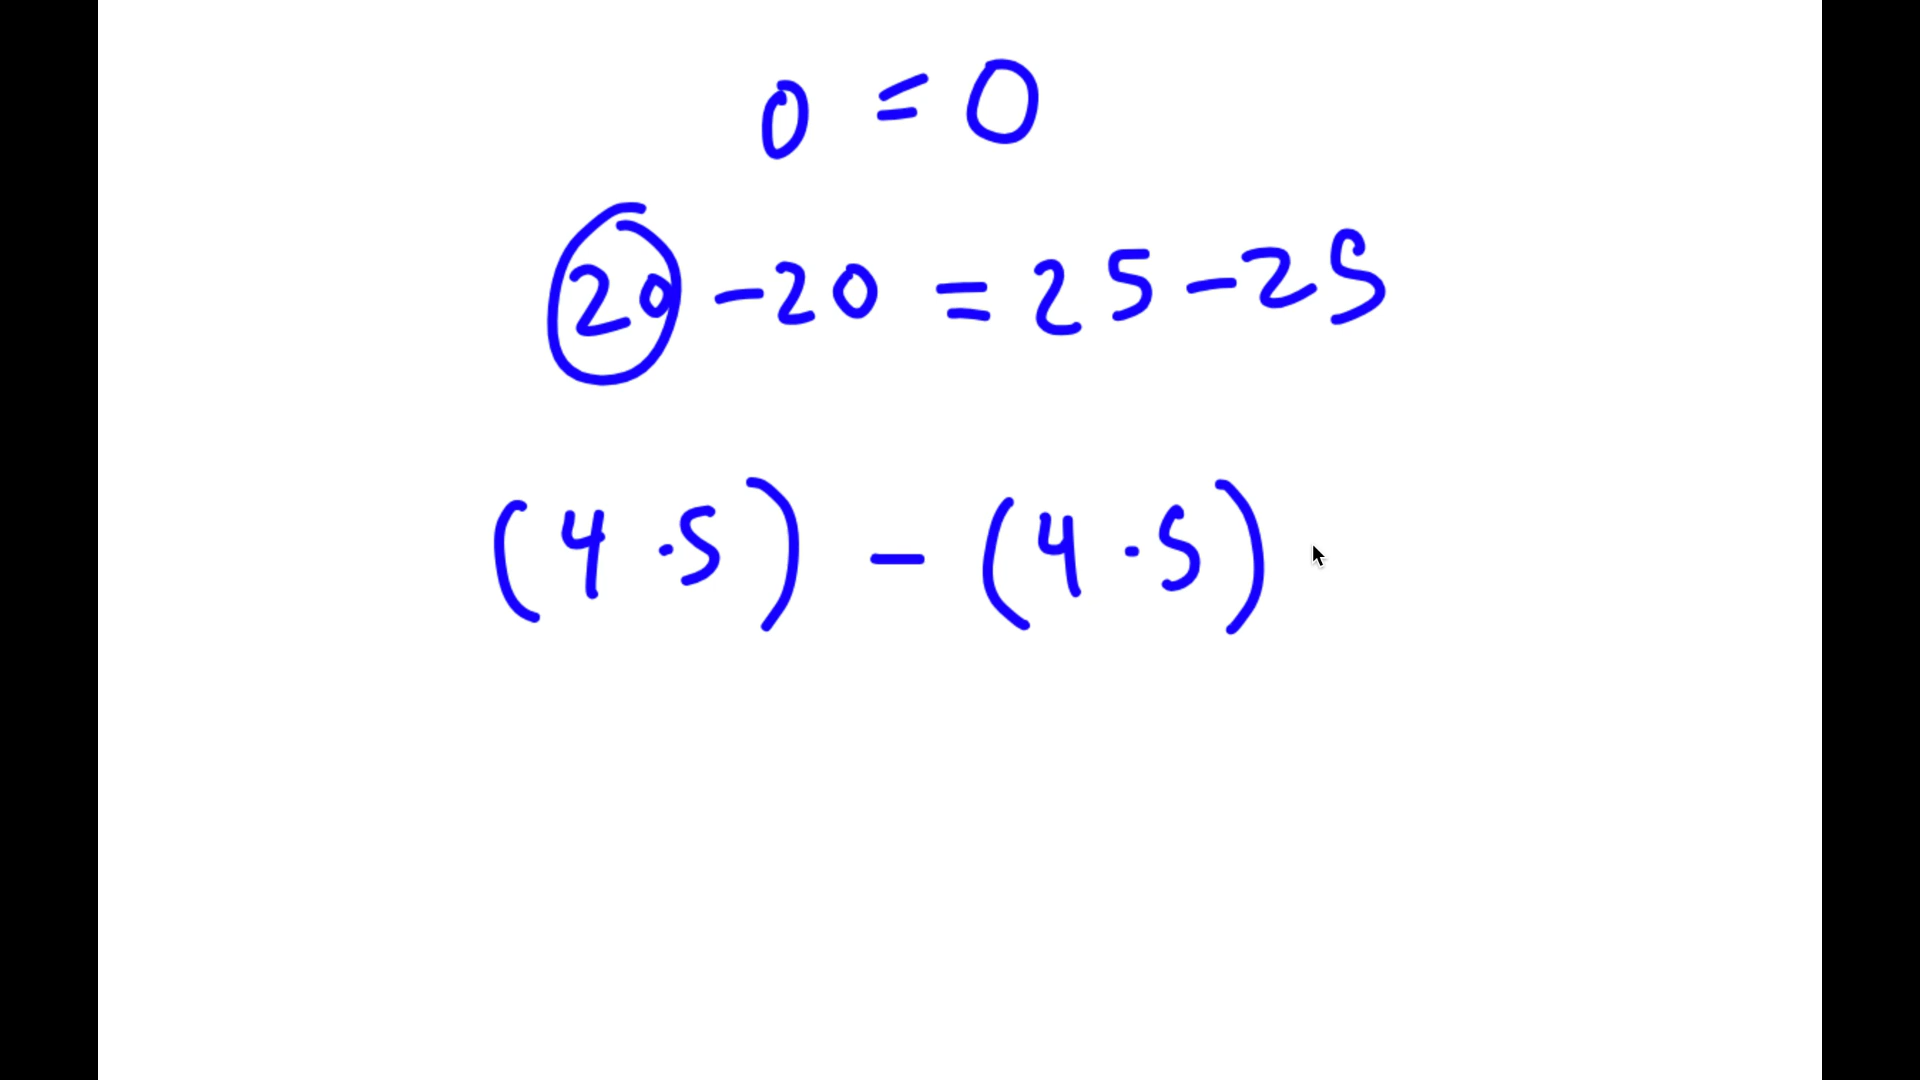 0 = 0
20 - 20 = 25 - 25
(4 · 5) - (4 · 5)